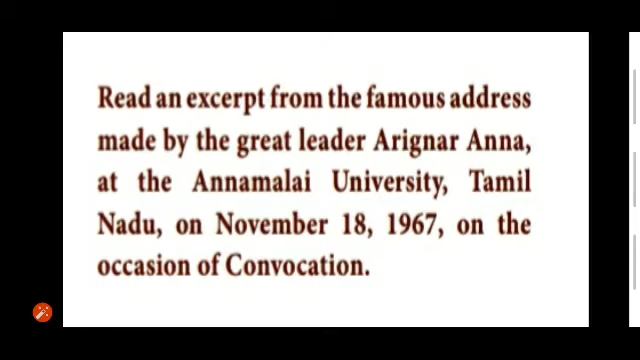 Read an excerpt from the famous address
made by the great leader Arignar Anna,
at the Annamalai University, Tamil
Nadu, on November 18, 1967, on the
occasion of Convocation.